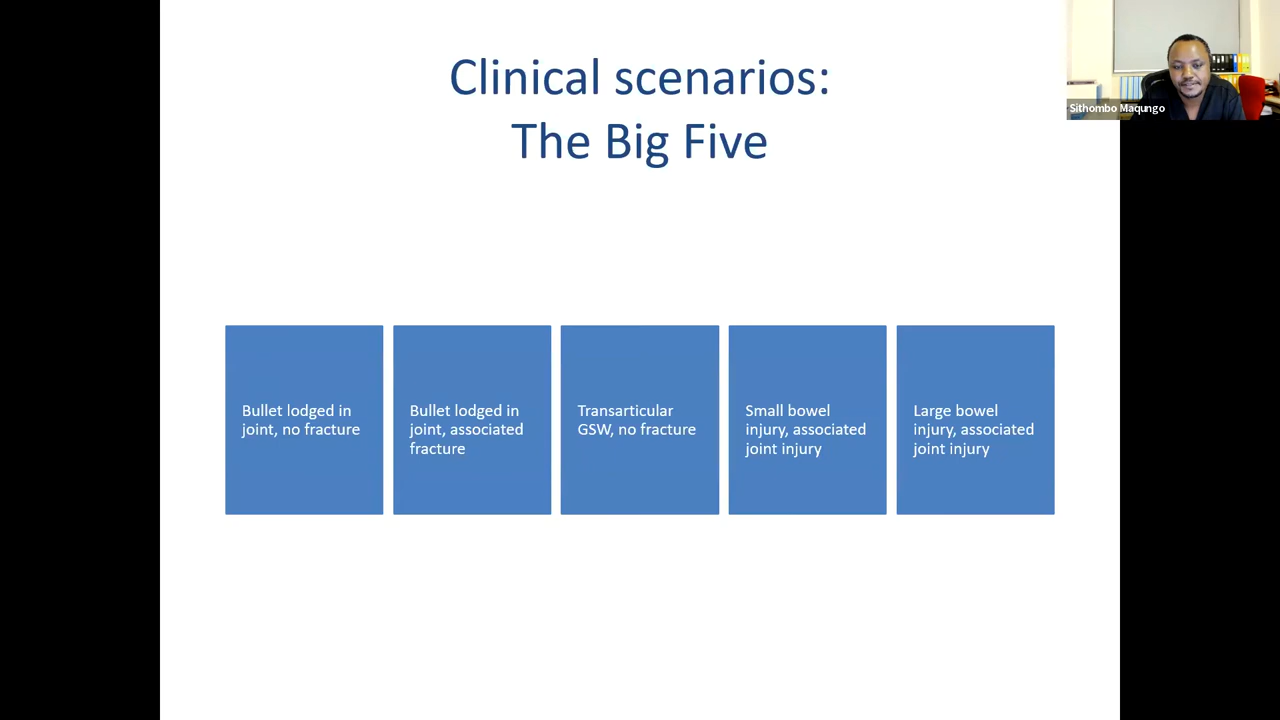 Clinical scenarios:
The Big Five
Sithombo Maqungo
Bullet lodged in
joint, no fracture
Bullet lodged in
joint, associated
fracture
Transarticular
GSW, no fracture
Small bowel
injury, associated
joint injury
Large bowel
injury, associated
joint injury